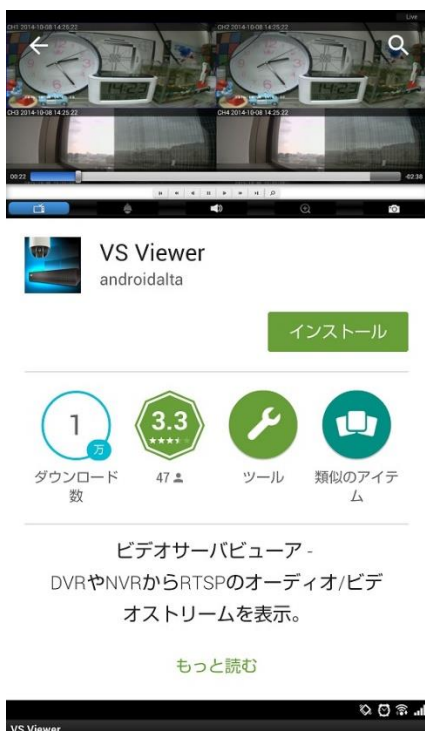 Live
CH1 2014-10-08 14:25:22
CH2 2014-10-08 14:25:22
14:23
CH3 2014-10-08 14:25:22
CH4 2014-10-08 14:25:22
00:22
-02:38
VS Viewer
androidalta
インストール
1
万
3.3
ダウンロード
数
47
ツール
類似のアイテ
ム
ビデオサーバビューア -
DVRやNVRからRTSPのオーディオ/ビデ
オストリームを表示。
もっと読む
VS Viewer